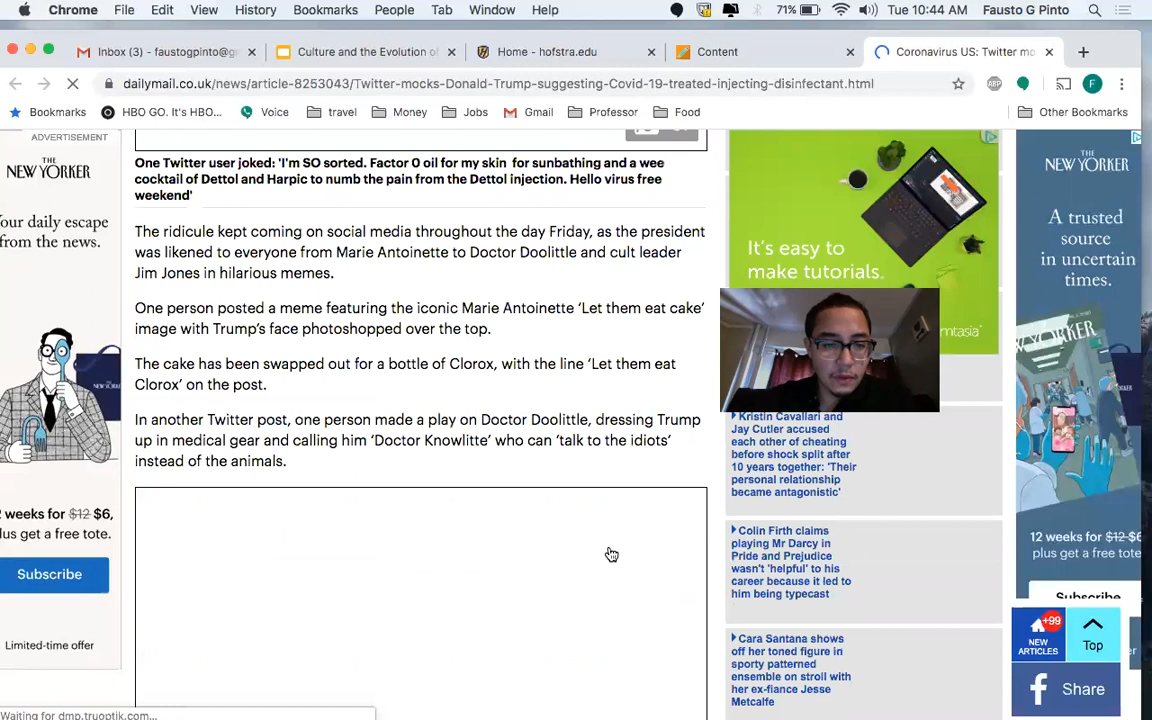 Chrome File Edit View History Bookmarks People Tab Window Help 71% Tue 10:44 AM Fausto G Pinto
Inbox (3) - faustogpinto@g
Culture and the Evolution of
Home - hofstra.edu
Content
Coronavirus US: Twitter mo
dailymail.co.uk/news/article-8253043/Twitter-mocks-Donald-Trump-suggesting-Covid-19-treated-injecting-disinfectant.html
ABP
F
Bookmarks HBO GO. It's HBO... Voice travel Money Jobs Gmail Professor Food Other Bookmarks
ADVERTISEMENT
THE
NEW YORKER
Your daily escape
from the news.
2 weeks for $12 $6,
plus get a free tote.
Subscribe
Limited-time offer
One Twitter user joked: 'I'm SO sorted. Factor 0 oil for my skin for sunbathing and a wee
cocktail of Dettol and Harpic to numb the pain from the Dettol injection. Hello virus free
weekend'
The ridicule kept coming on social media throughout the day Friday, as the president
was likened to everyone from Marie Antoinette to Doctor Doolittle and cult leader
Jim Jones in hilarious memes.
One person posted a meme featuring the iconic Marie Antoinette ‘Let them eat cake’
image with Trump’s face photoshopped over the top.
The cake has been swapped out for a bottle of Clorox, with the line ‘Let them eat
Clorox’ on the post.
In another Twitter post, one person made a play on Doctor Doolittle, dressing Trump
up in medical gear and calling him ‘Doctor Knowlitte’ who can ‘talk to the idiots’
instead of the animals.
It's easy to
make tutorials.
Kristin Cavallari and
Jay Cutler accused
each other of cheating
before shock split after
10 years together: 'Their
personal relationship
became antagonistic'
Colin Firth claims
playing Mr Darcy in
Pride and Prejudice
wasn't 'helpful' to his
career because it led to
him being typecast
Cara Santana shows
off her toned figure in
sporty patterned
ensemble on stroll with
her ex-fiance Jesse
Metcalfe
THE
NEW YORKER
A trusted
source in
uncertain
times.
12 weeks for $12 $6
plus get a free tote.
Subscribe
+99
NEW
ARTICLES
Top
Share
Waiting for dmp.truoptik.com...